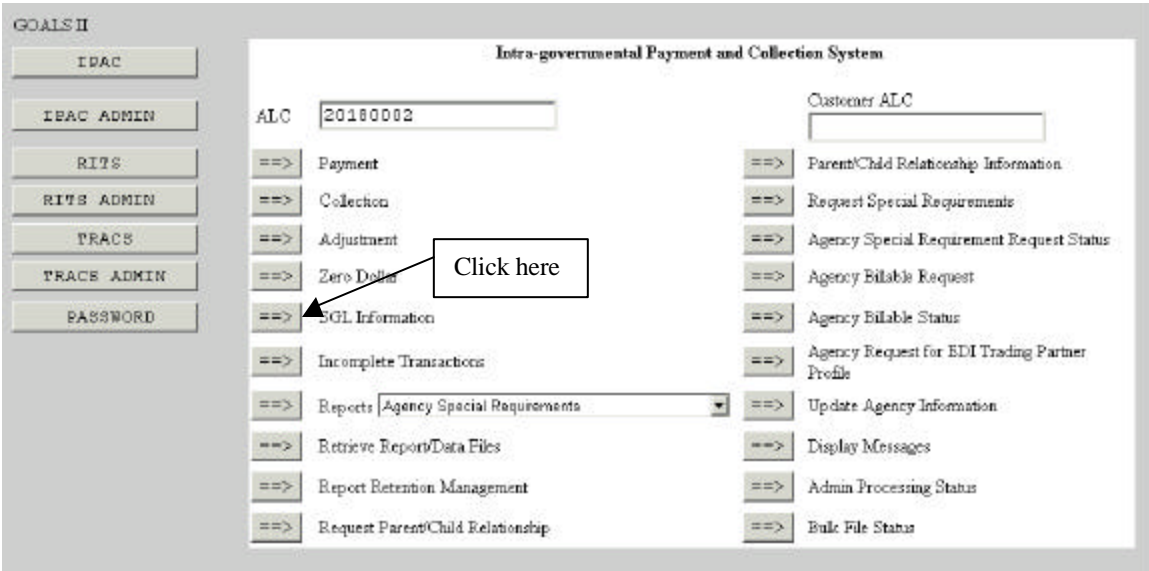 GOALS II
IPAC
IPAC ADMIN
RITS
RITS ADMIN
TRACS
TRACS ADMIN
PASSWORD
Intra-governmental Payment and Collection System
ALC 20180002
Customer ALC
==> Payment
==> Parent/Child Relationship Information
==> Collection
==> Request Special Requirements
==> Adjustment
==> Agency Special Requirement Request Status
==> Zero Dollar
==> Agency Billable Request
Click here
==> SGL Information
==> Agency Billable Status
==> Incomplete Transactions
==> Agency Request for EDI Trading Partner
Profile
==> Reports Agency Special Requirements
==> Update Agency Information
==> Retrieve Report/Data Files
==> Display Messages
==> Report Retention Management
==> Admin Processing Status
==> Request Parent/Child Relationship
==> Bulk File Status